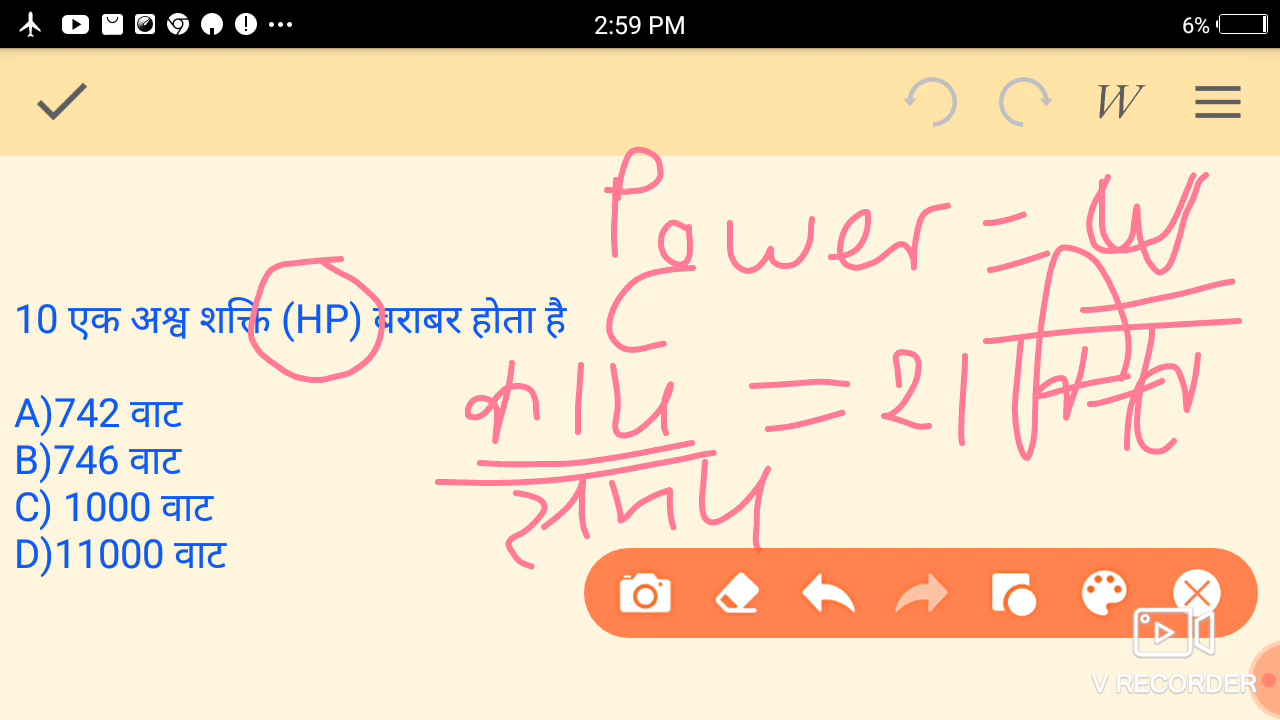 2:59 PM
6%
W
Power = W
10 एक अश्व शक्ति (HP) बराबर होता है
A)742 वाट
B)746 वाट
C) 1000 वाट
D)11000 वाट
कार्य = शक्ति
समय
V RECORDER